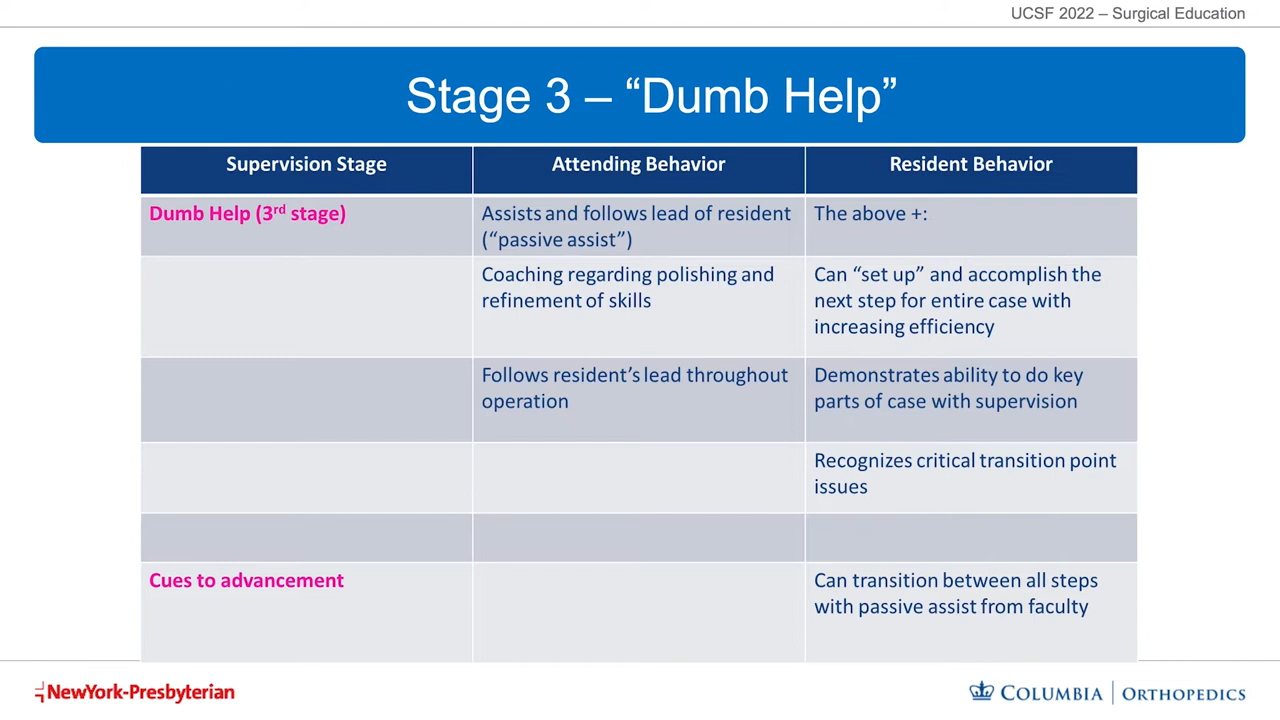 UCSF 2022 – Surgical Education
Stage 3 – “Dumb Help”
Supervision Stage
Attending Behavior
Resident Behavior
Dumb Help (3rd stage)
Assists and follows lead of resident
(“passive assist”)
The above +:
Coaching regarding polishing and
refinement of skills
Can “set up” and accomplish the
next step for entire case with
increasing efficiency
Follows resident’s lead throughout
operation
Demonstrates ability to do key
parts of case with supervision
Recognizes critical transition point
issues
Cues to advancement
Can transition between all steps
with passive assist from faculty
NewYork-Presbyterian
Columbia | Orthopedics